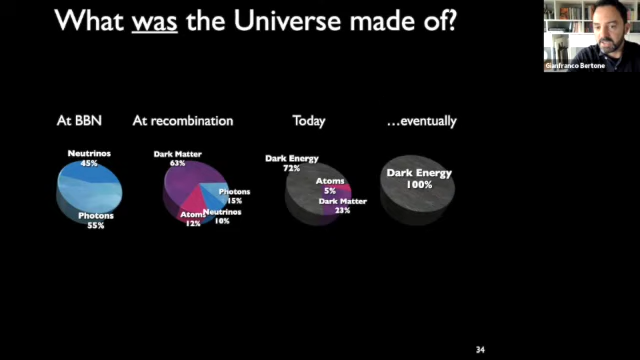 What was the Universe made of?
Gianfranco Bertone
At BBN
At recombination
Today
...eventually
Neutrinos
45%
Photons
55%
Dark Matter
63%
Photons
15%
Neutrinos
10%
Atoms
12%
Dark Energy
72%
Atoms
5%
Dark Matter
23%
Dark Energy
100%
34